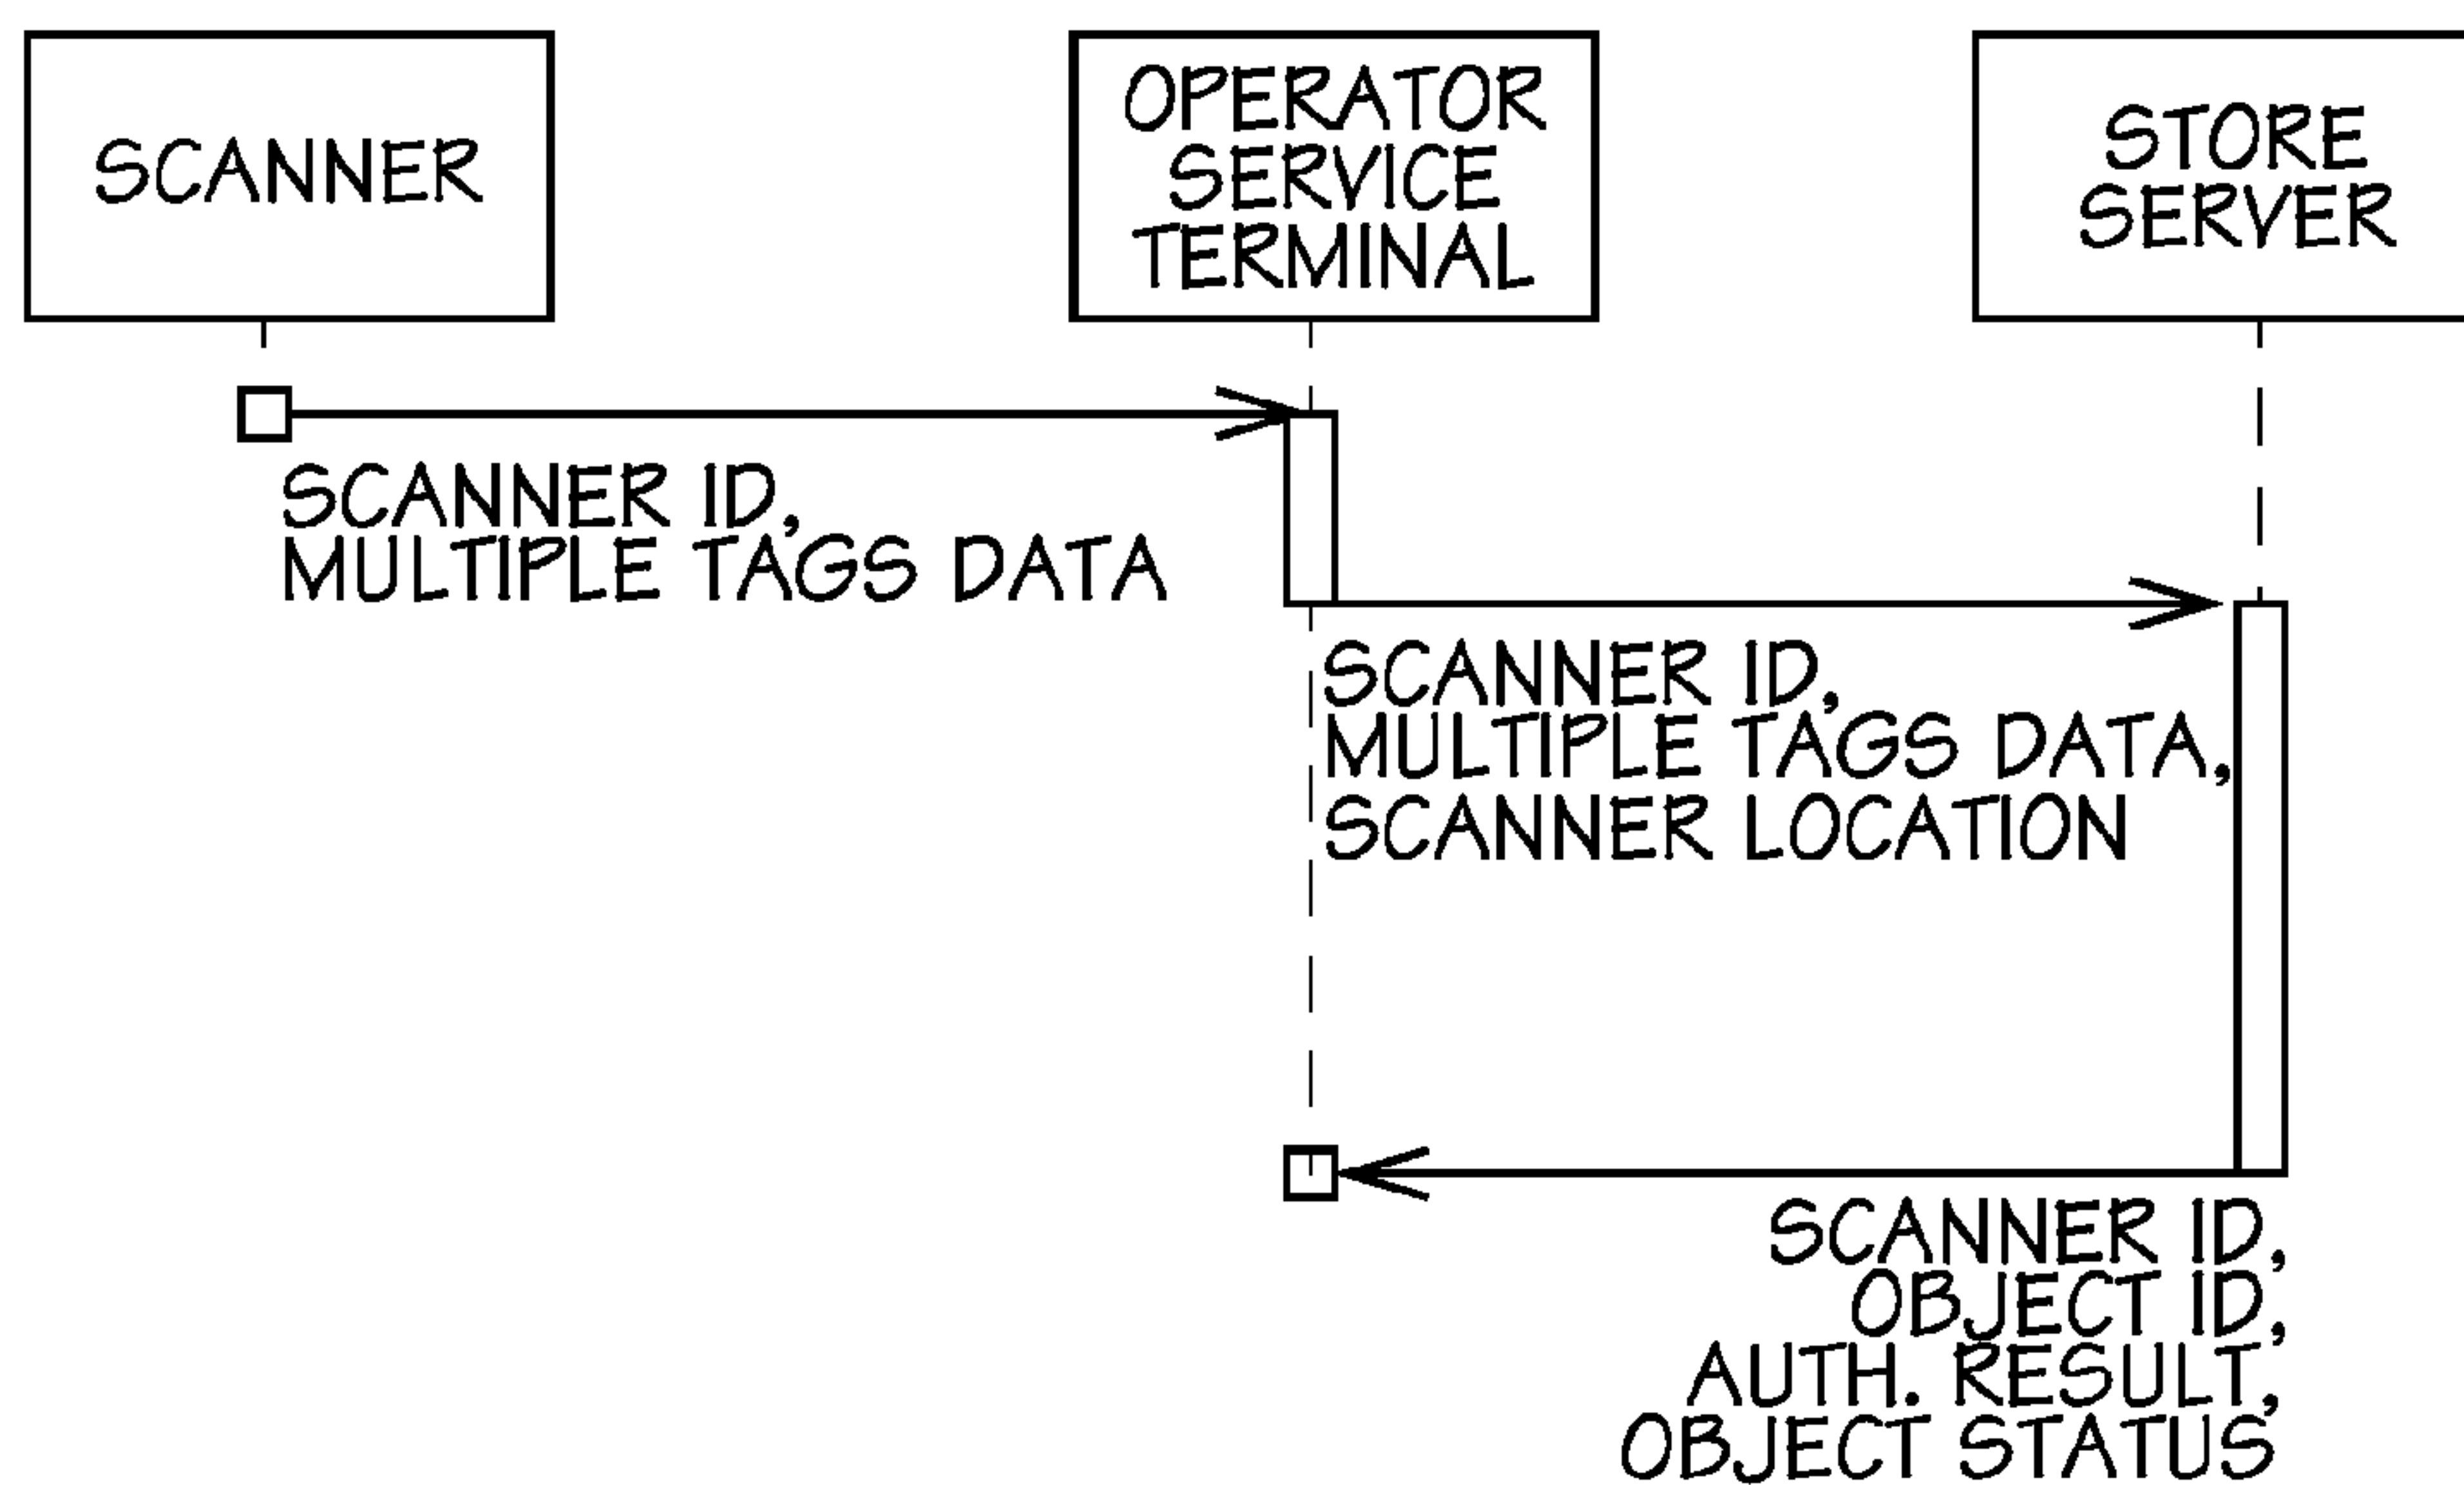 SCANNER
OPERATOR
SERVICE
TERMINAL
STORE
SERVER
SCANNER ID,
MULTIPLE TAGS DATA
SCANNER ID,
MULTIPLE TAGS DATA,
SCANNER LOCATION
SCANNER ID,
OBJECT ID,
AUTH. RESULT,
OBJECT STATUS